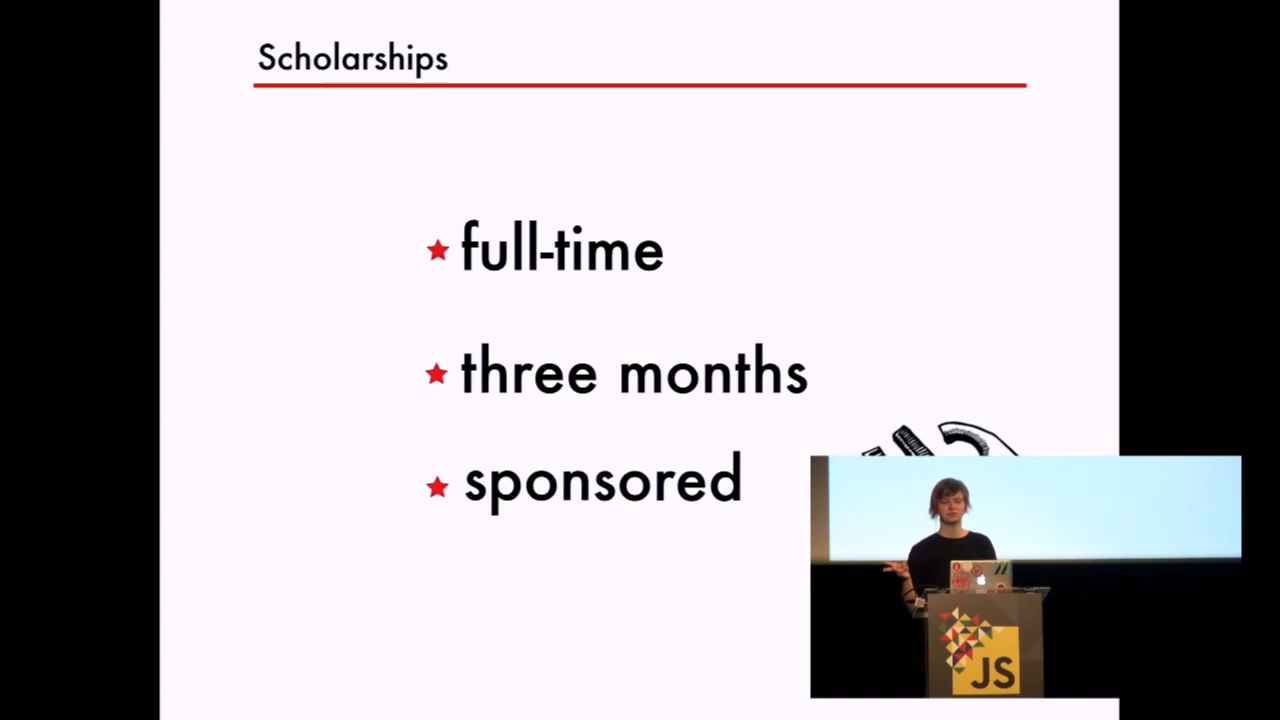 Scholarships
full-time
three months
sponsored
JS